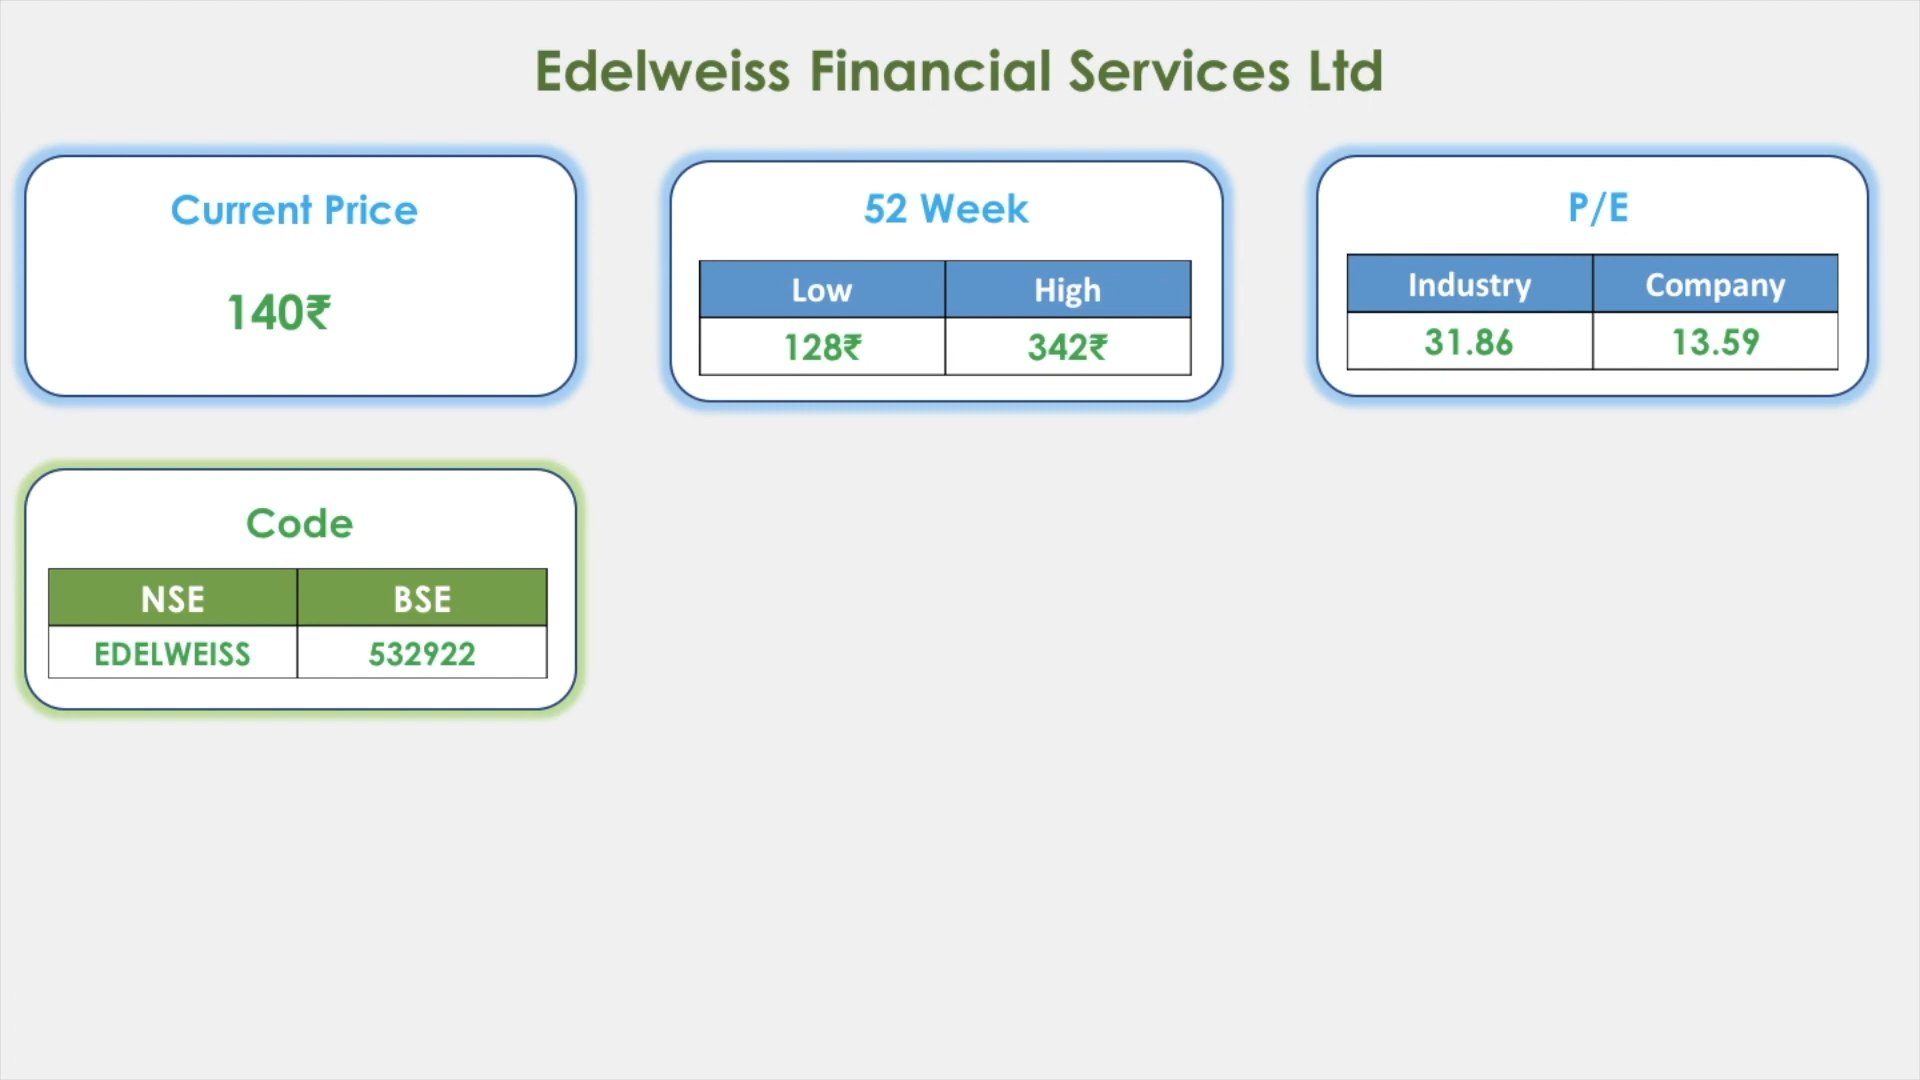 Edelweiss Financial Services Ltd
Current Price
140₹
52 Week
Low High
128₹ 342₹
P/E
Industry Company
31.86 13.59
Code
NSE BSE
EDELWEISS 532922